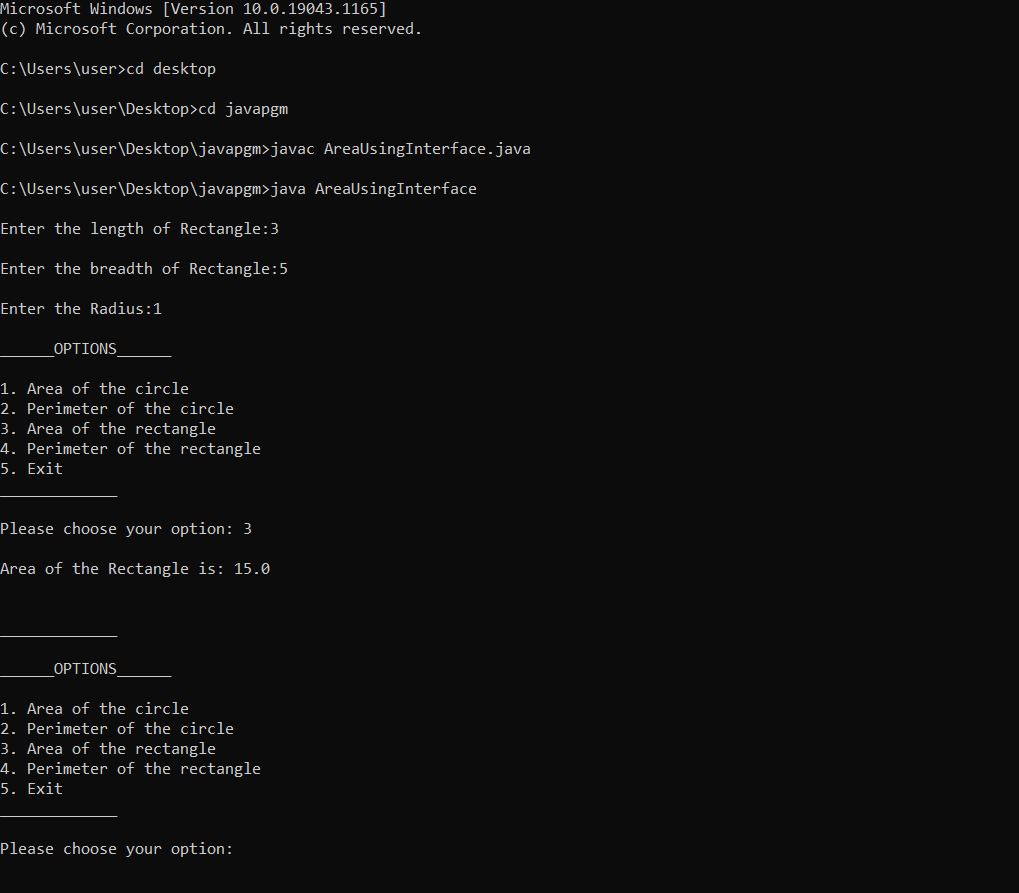 Microsoft Windows [Version 10.0.19043.1165]
(c) Microsoft Corporation. All rights reserved.
C:\Users\user>cd desktop
C:\Users\user\Desktop>cd javapgm
C:\Users\user\Desktop\javapgm>javac AreaUsingInterface.java
C:\Users\user\Desktop\javapgm>java AreaUsingInterface
Enter the length of Rectangle:3
Enter the breadth of Rectangle:5
Enter the Radius:1
______OPTIONS______
1. Area of the circle
2. Perimeter of the circle
3. Area of the rectangle
4. Perimeter of the rectangle
5. Exit
_____________
Please choose your option: 3
Area of the Rectangle is: 15.0
_____________
______OPTIONS______
1. Area of the circle
2. Perimeter of the circle
3. Area of the rectangle
4. Perimeter of the rectangle
5. Exit
_____________
Please choose your option: